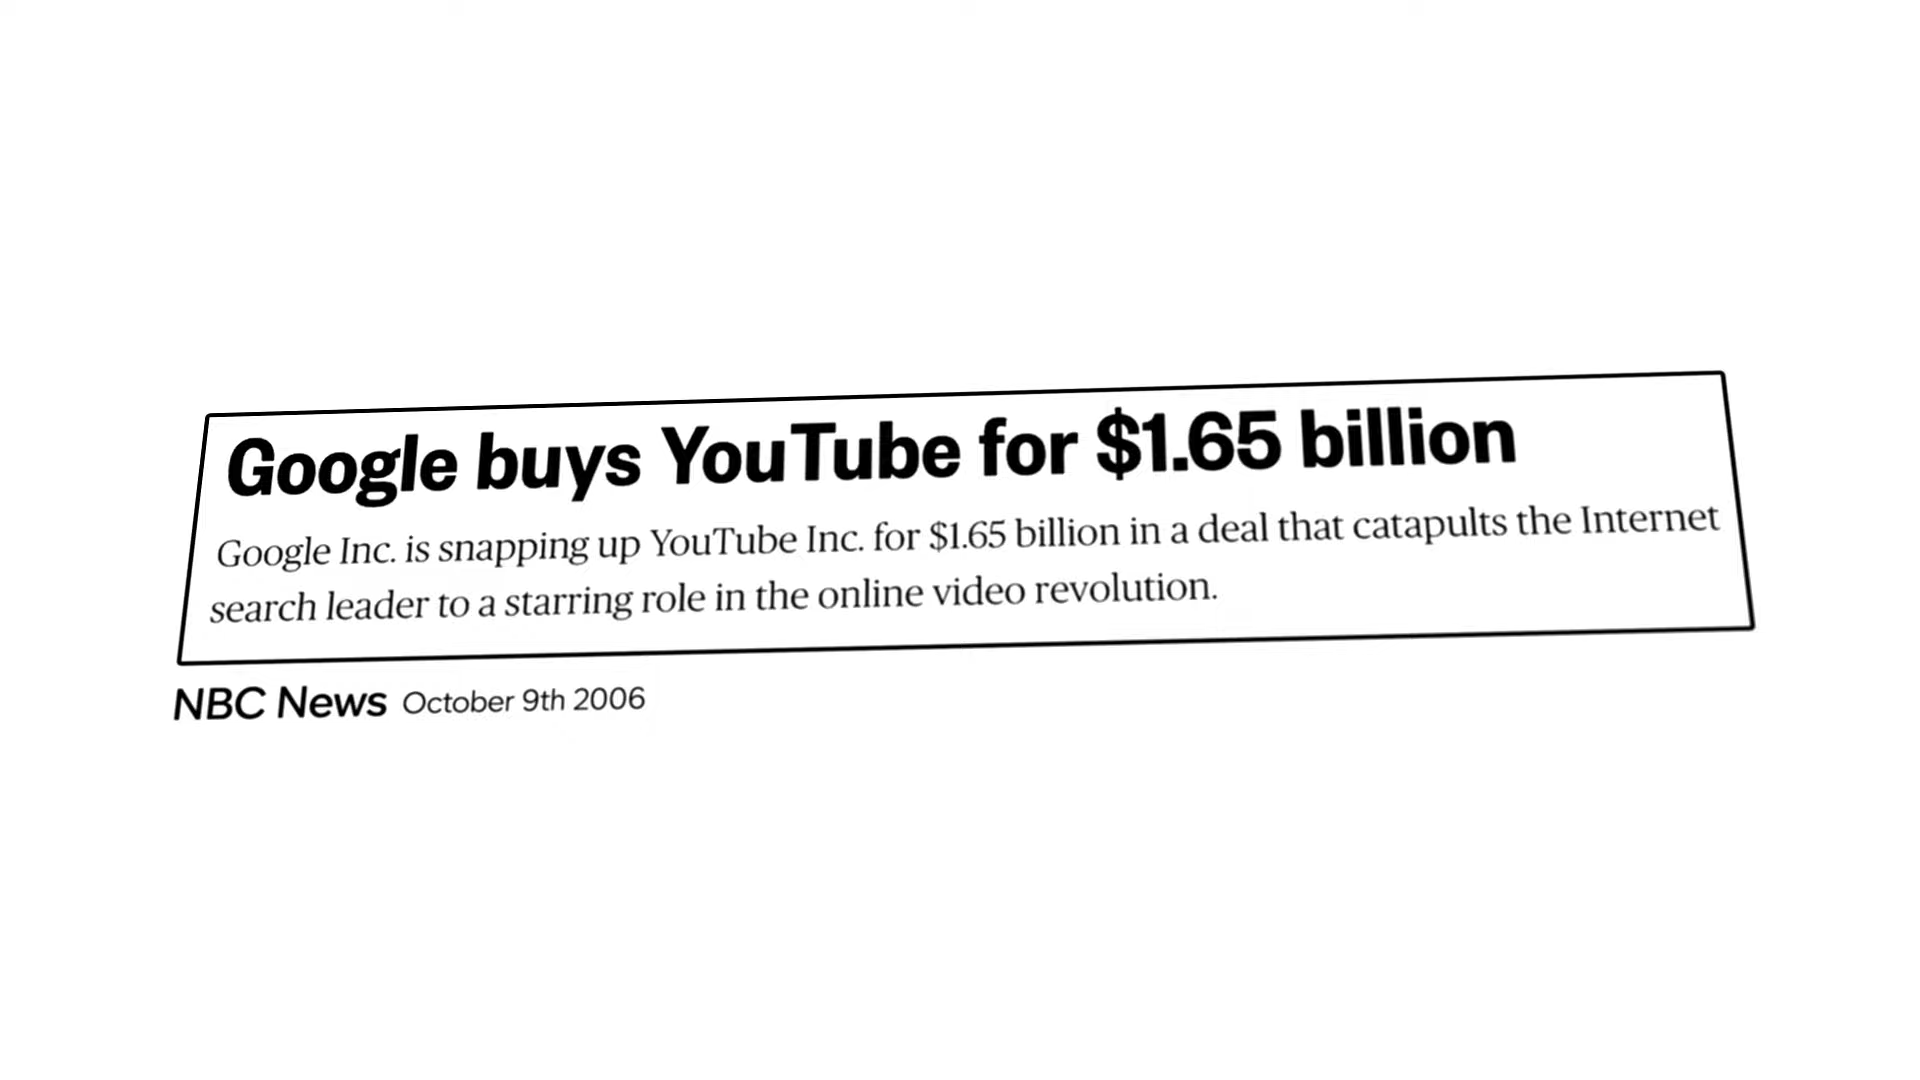 Google buys YouTube for $1.65 billion
Google Inc. is snapping up YouTube Inc. for $1.65 billion in a deal that catapults the Internet
search leader to a starring role in the online video revolution.
NBC News October 9th 2006